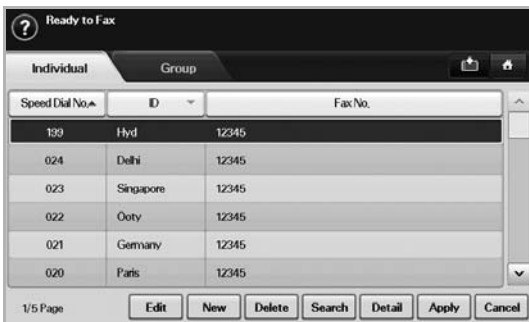 Ready to Fax
Individual Group
Speed Dial No. ID Fax No.
199 Hyd 12345
024 Delhi 12345
023 Singapore 12345
022 Ooty 12345
021 Germany 12345
020 Paris 12345
1/5 Page Edit New Delete Search Detail Apply Cancel